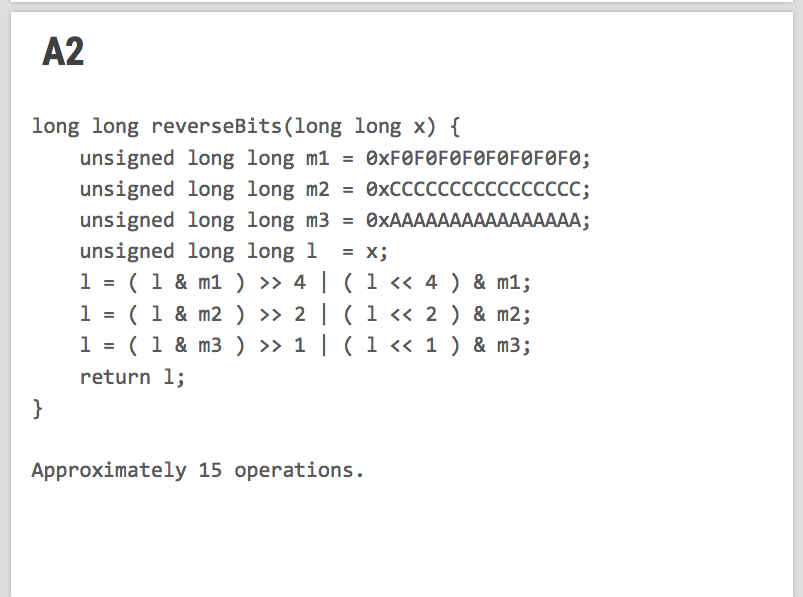 A2
long long reverseBits(long long x) {
    unsigned long long m1 = 0xF0F0F0F0F0F0F0F0;
    unsigned long long m2 = 0xCCCCCCCCCCCCCCCC;
    unsigned long long m3 = 0xAAAAAAAAAAAAAAAA;
    unsigned long long l  = x;
    l = ( l & m1 ) >> 4 | ( l << 4 ) & m1;
    l = ( l & m2 ) >> 2 | ( l << 2 ) & m2;
    l = ( l & m3 ) >> 1 | ( l << 1 ) & m3;
    return l;
}
Approximately 15 operations.